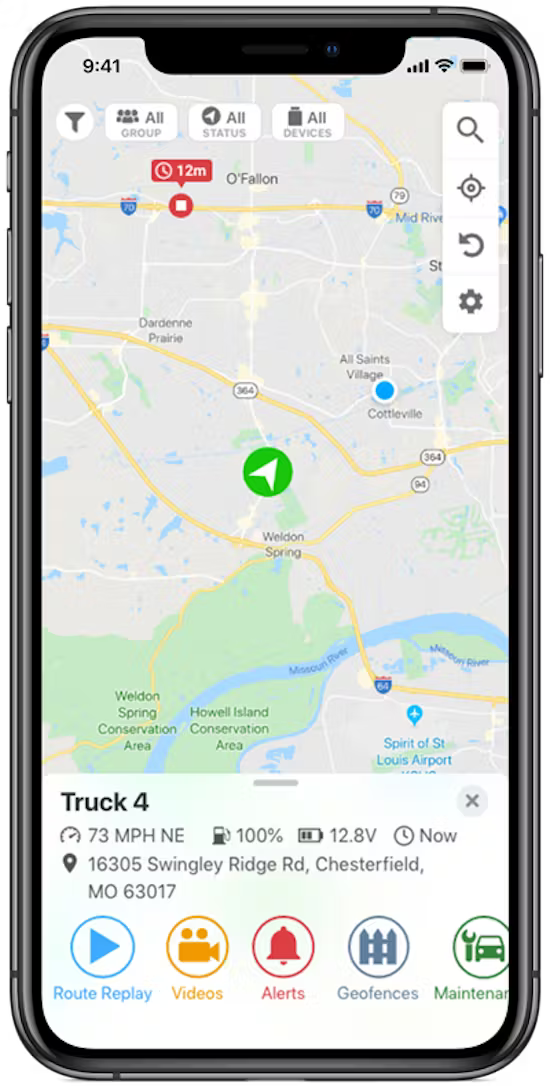 9:41
All
GROUP
All
STATUS
All
DEVICES
12m
O'Fallon
79
70
70
Mid Rive
St
Dardenne
Prairie
All Saints
Village
364
Cottleville
364
94
Weldon
Spring
Missouri River
Missouri River
64
Weldon
Spring
Conservation
Area
Howell Island
Conservation
Area
Spirit of St
Louis Airport
Truck 4
73 MPH NE 100% 12.8V Now
16305 Swingley Ridge Rd, Chesterfield,
MO 63017
Route Replay Videos Alerts Geofences Maintenan